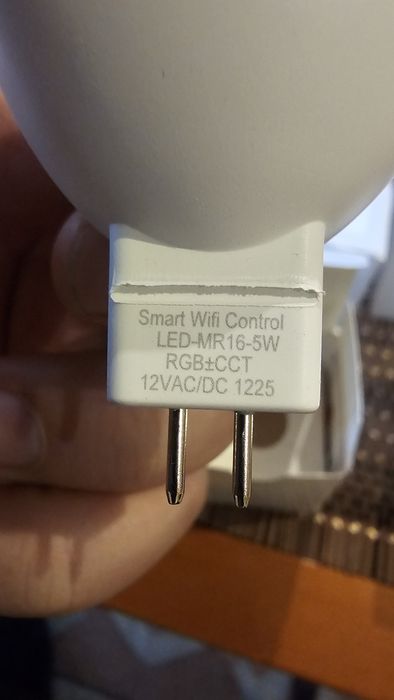 Smart Wifi Control
LED-MR16-5W
RGB±CCT
12VAC/DC 1225